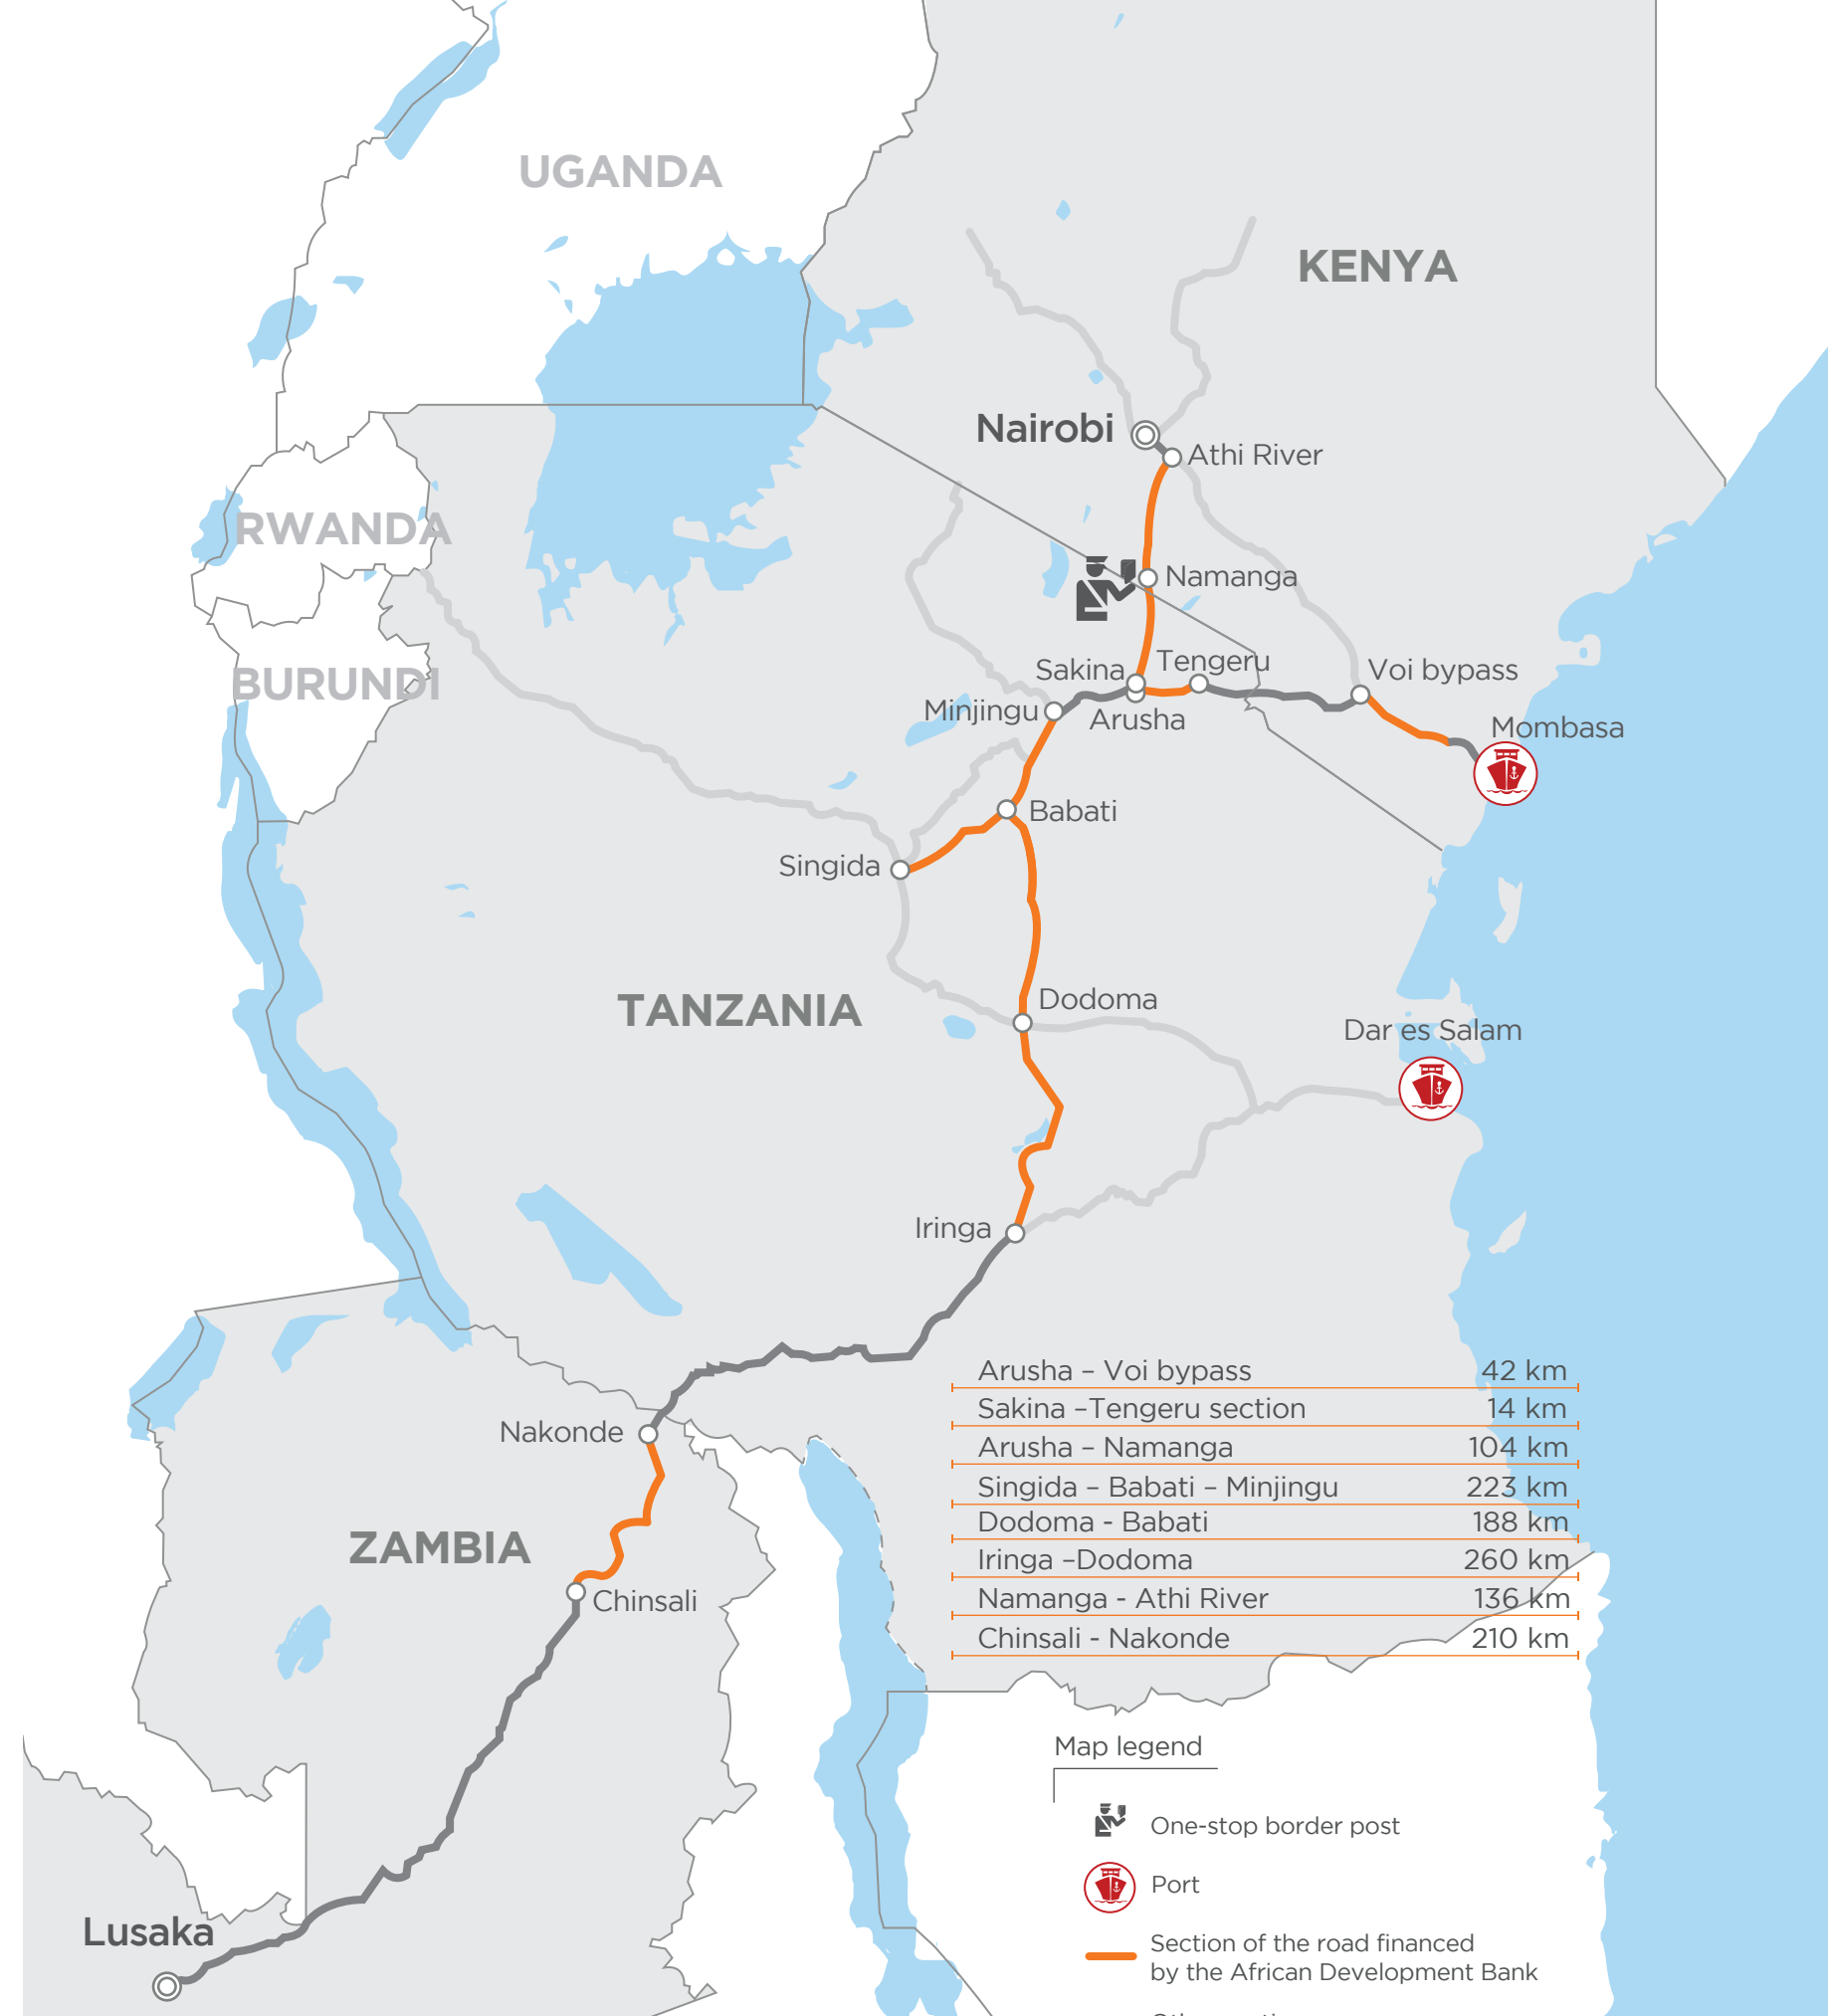 UGANDA
KENYA
Nairobi
Athi River
RWANDA
Namanga
BURUNDI
Sakina
Tengeru
Voi bypass
Minjingu
Arusha
Mombasa
Babati
Singida
TANZANIA
Dodoma
Dar es Salam
Iringa
Nakonde
ZAMBIA
Chinsali
Lusaka
Arusha – Voi bypass 42 km
Sakina –Tengeru section 14 km
Arusha – Namanga 104 km
Singida – Babati – Minjingu 223 km
Dodoma - Babati 188 km
Iringa –Dodoma 260 km
Namanga - Athi River 136 km
Chinsali - Nakonde 210 km
Map legend
One-stop border post
Port
Section of the road financed
by the African Development Bank